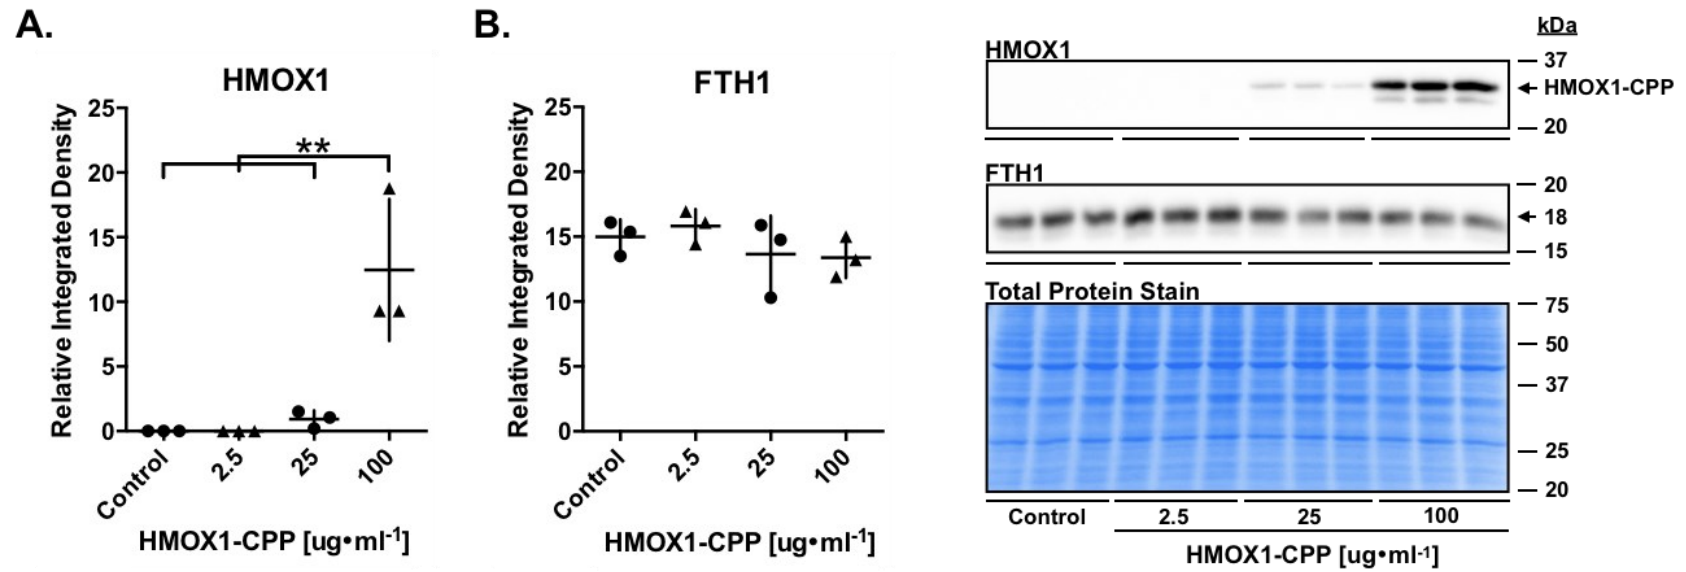 A.
HMOX1
Relative Integrated Density
25
20
15
10
5
0
**
Control
2.5
25
100
HMOX1-CPP [ug•ml-1]
B.
FTH1
Relative Integrated Density
25
20
15
10
5
0
Control
2.5
25
100
HMOX1-CPP [ug•ml-1]
kDa
HMOX1
37
HMOX1-CPP
20
FTH1
20
18
15
Total Protein Stain
75
50
37
25
20
Control 2.5 25 100
HMOX1-CPP [ug•ml-1]